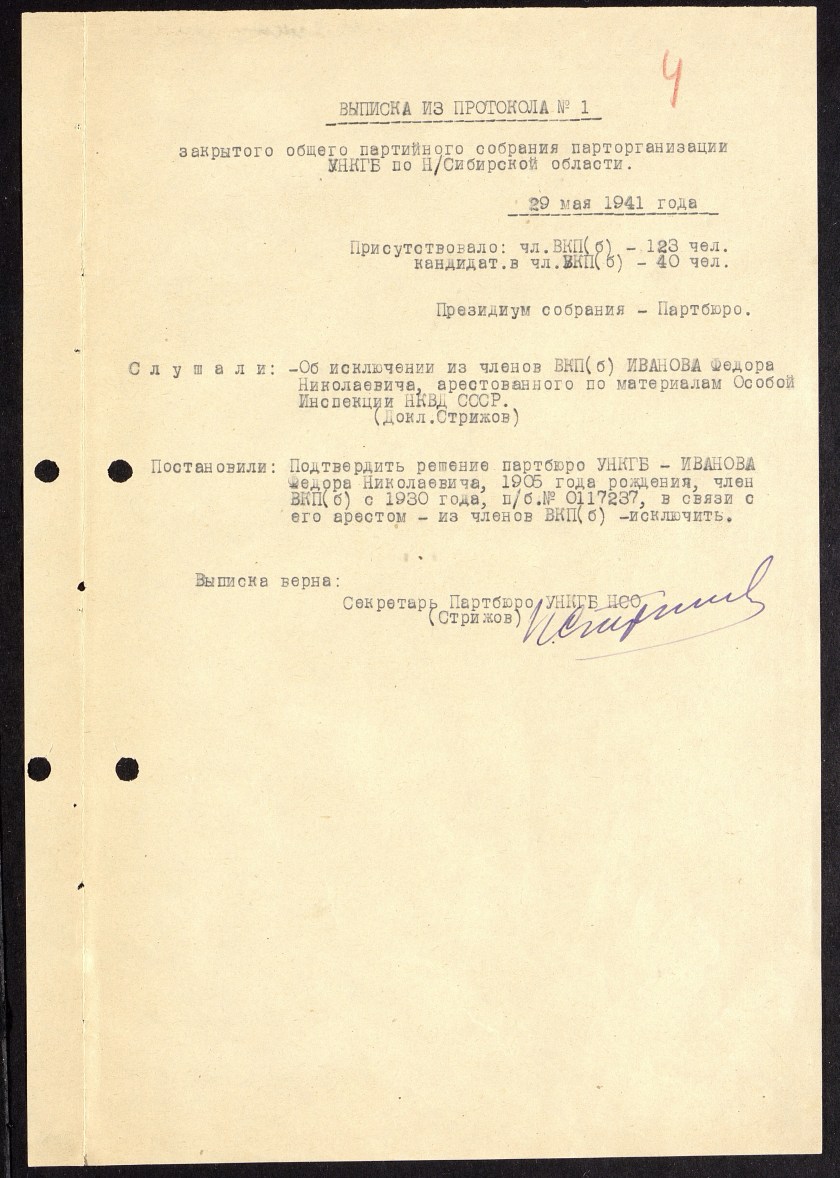 4
ВЫПИСКА ИЗ ПРОТОКОЛА № 1
закрытого общего партийного собрания парторганизации
УНКГБ по Н/Сибирской области.
29 мая 1941 года
Присутствовало: чл.ВКП(б) - 123 чел.
кандидат.в чл.ВКП(б) - 40 чел.
Президиум собрания - Партбюро.
Слушали: -Об исключении из членов ВКП(б) ИВАНОВА Федора
Николаевича, арестованного по материалам Особой
Инспекции НКВД СССР.
(Докл.Стрижов)
Постановили: Подтвердить решение партбюро УНКГБ - ИВАНОВА
Федора Николаевича, 1905 года рождения, член
ВКП(б) с 1930 года, п/б.№ 0117237, в связи с
его арестом - из членов ВКП(б) -исключить.
Выписка верна:
Секретарь Партбюро УНКГБ НСО
(Стрижов)